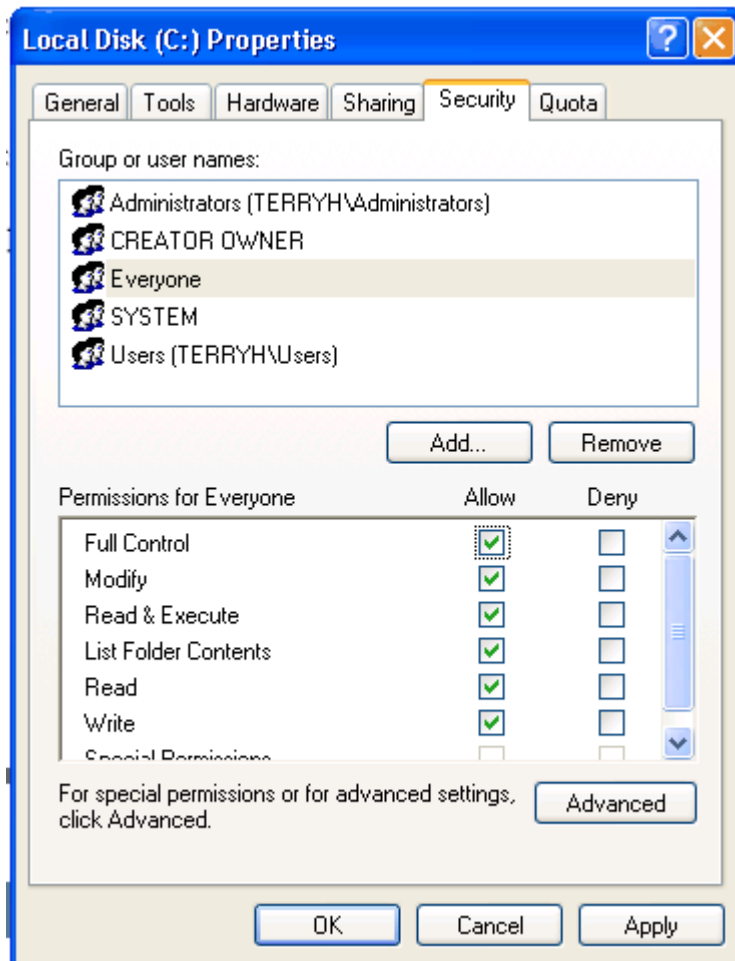 Local Disk (C:) Properties
General Tools Hardware Sharing Security Quota
Group or user names:
Administrators (TERRYH\Administrators)
CREATOR OWNER
Everyone
SYSTEM
Users (TERRYH\Users)
Add... Remove
Permissions for Everyone Allow Deny
Full Control
Modify
Read & Execute
List Folder Contents
Read
Write
Special Permissions
For special permissions or for advanced settings, Advanced
click Advanced.
OK Cancel Apply